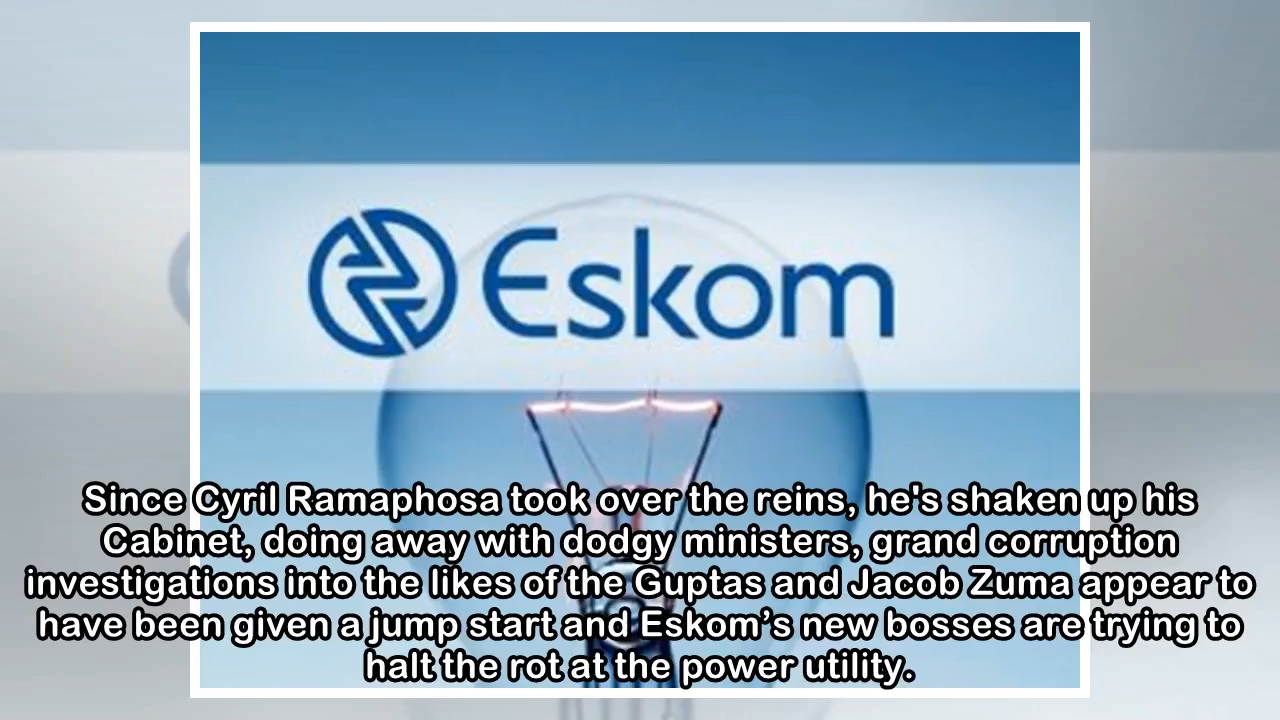 Eskom
Since Cyril Ramaphosa took over the reins, he's shaken up his
Cabinet, doing away with dodgy ministers, grand corruption
investigations into the likes of the Guptas and Jacob Zuma appear to
have been given a jump start and Eskom’s new bosses are trying to
halt the rot at the power utility.